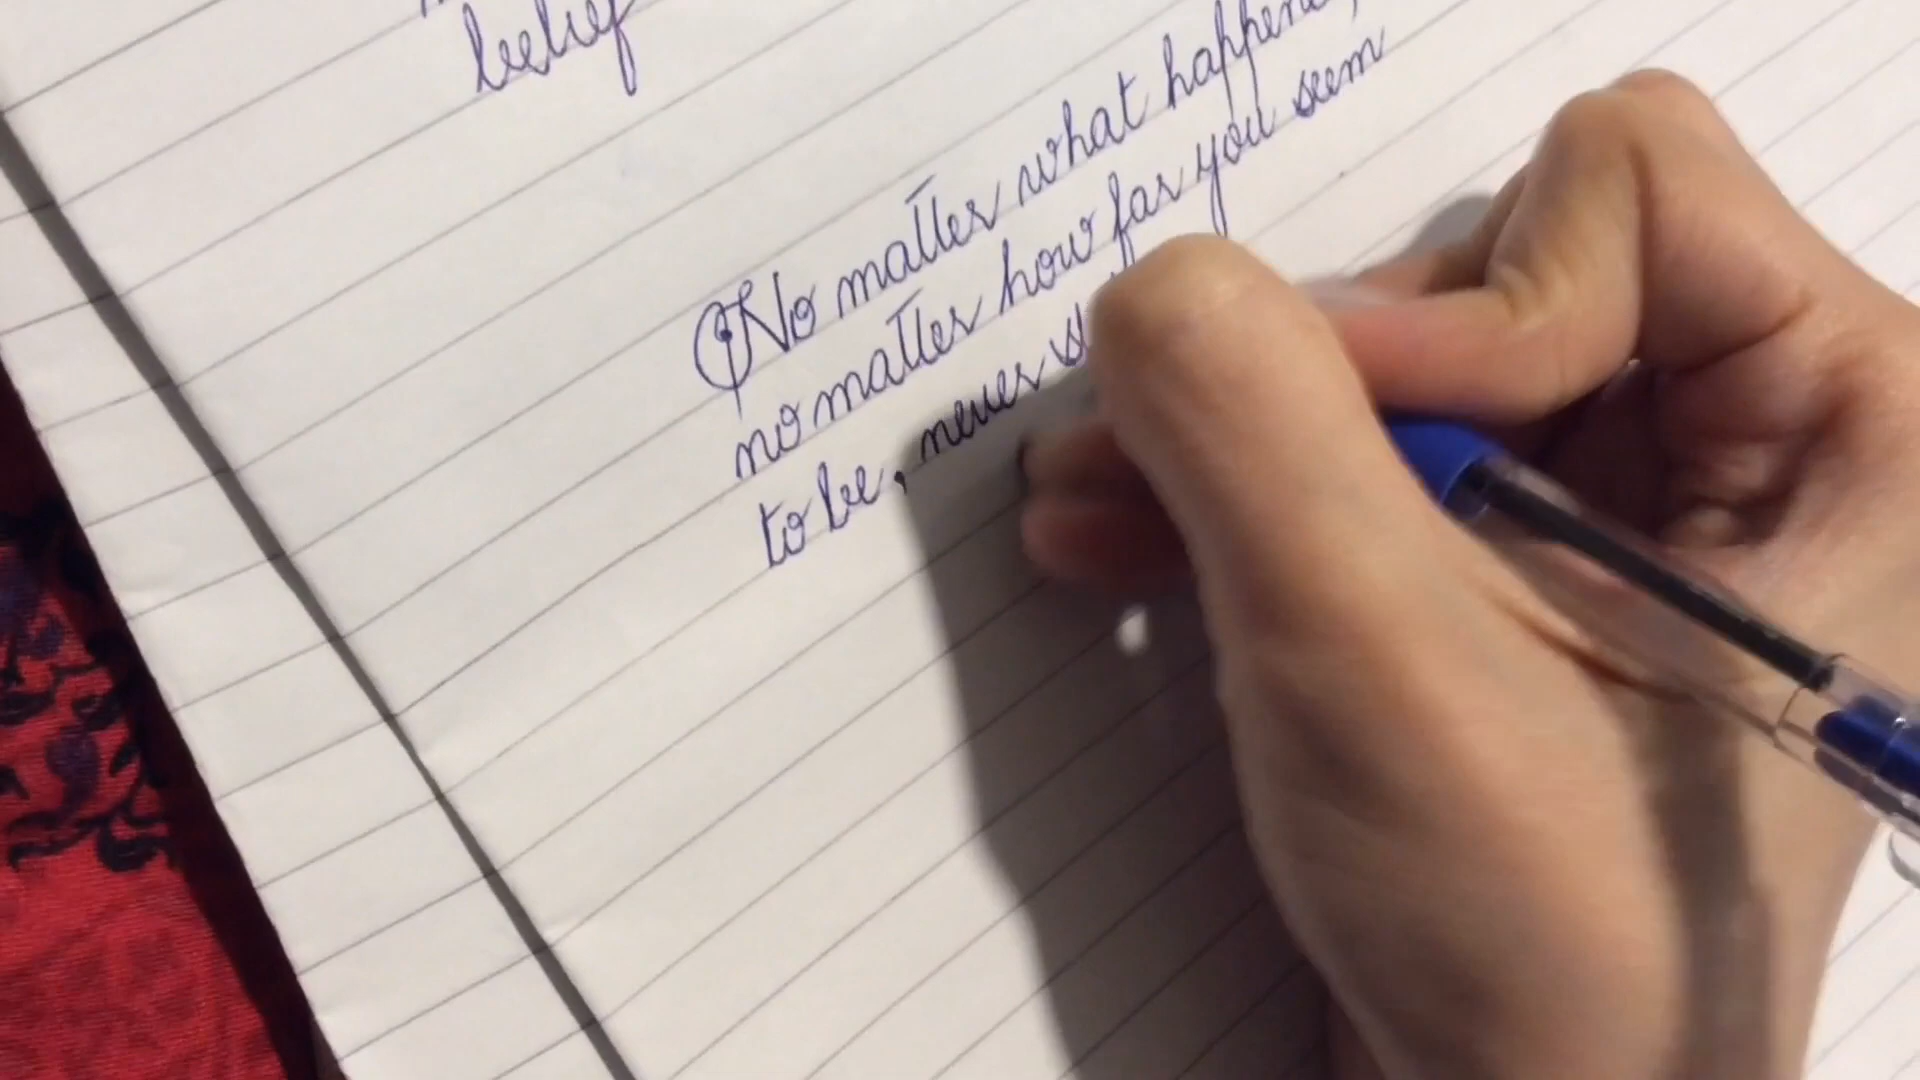 belief
No matter what happens,
no matter how far you seem
to be, never